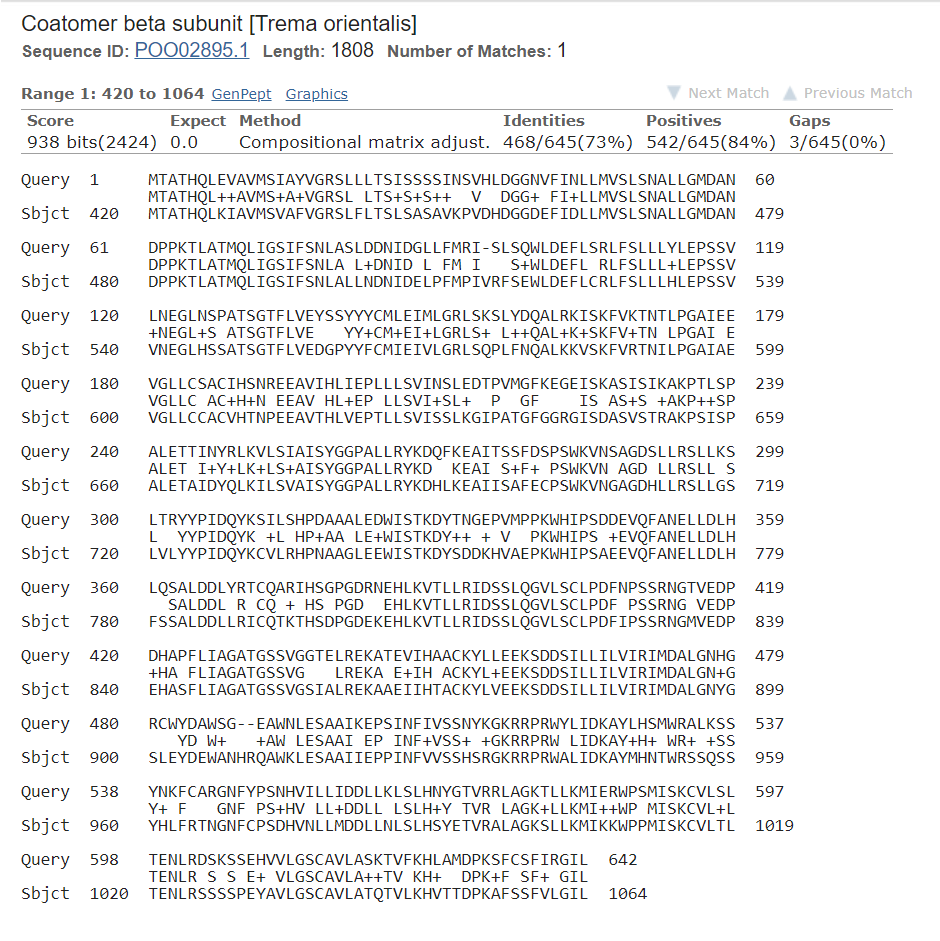 Coatomer beta subunit [Trema orientalis]
Sequence ID: POO02895.1 Length: 1808 Number of Matches: 1
Range 1: 420 to 1064 GenPept Graphics ▼ Next Match ▲ Previous Match
Score Expect Method Identities Positives Gaps
938 bits(2424) 0.0 Compositional matrix adjust. 468/645(73%) 542/645(84%) 3/645(0%)
Query 1 MTATHQLEVAVMSIAYVGRSLLLTSISSSSINSVHLDGGNVFINLLMVSLSNALLGMDAN 60
MTATHQL++AVMS+A+VGRSL LTS+S+S++ V DGG+ FI+LLMVSLSNALLGMDAN
Sbjct 420 MTATHQLKIAVMSVAFVGRSLFLTSLSASAVKPVDHDGGDEFIDLLMVSLSNALLGMDAN 479
Query 61 DPPKTLATMQLIGSIFSNLASLDDNIDGLLFMRI-SLSQWLDEFLSRLFSLLLYLEPSSV 119
DPPKTLATMQLIGSIFSNLA L+DNID L FM I S+WLDEFL RLFSLLL+LEPSSV
Sbjct 480 DPPKTLATMQLIGSIFSNLALLNDNIDELPFMPIVRFSEWLDEFLCRLFSLLLHLEPSSV 539
Query 120 LNEGLNSPATSGTFLVEYSSYYYCMLEIMLGRLSKSLYDQALRKISKFVKTNTLPGAIEE 179
+NEGL+S ATSGTFLVE YY+CM+EI+LGRLS+ L++QAL+K+SKFV+TN LPGAI E
Sbjct 540 VNEGLHSSATSGTFLVEDGPYYFCMIEIVLGRLSQPLFNQALKKVSKFVRTNILPGAIAE 599
Query 180 VGLLCSACIHSNREEAVIHLIEPLLLSVINSLEDTPVMGFKEGEISKASISIKAKPTLSP 239
VGLLC AC+H+N EEAV HL+EP LLSVI+SL+ P GF IS AS+S +AKP++SP
Sbjct 600 VGLLCCACVHTNPEEAVTHLVEPTLLSVISSLKGIPATGFGGRGISDASVSTRAKPSISP 659
Query 240 ALETTINYRLKVLSIAISYGGPALLRYKDQFKEAITSSFDSPSWKVNSAGDSLLRSLLKS 299
ALET I+Y+LK+LS+AISYGGPALLRYKD KEAI S+F+ PSWKVN AGD LLRSLL S
Sbjct 660 ALETAIDYQLKILSVAISYGGPALLRYKDHLKEAIISAFECPSWKVNGAGDHLLRSLLGS 719
Query 300 LTRYYPIDQYKSILSHPDAAALEDWISTKDYTNGEPVMPPKWHIPSDDEVQFANELLDLH 359
L YYPIDQYK +L HP+AA LE+WISTKDY++ + V PKWHIPS +EVQFANELLDLH
Sbjct 720 LVLYYPIDQYKCVLRHPNAAGLEEWISTKDYSDDKHVAEPKWHIPSAEEVQFANELLDLH 779
Query 360 LQSALDDLYRTCQARIHSGPGDRNEHLKVTLLRIDSSLQGVLSCLPDFNPSSRNGTVEDP 419
SALDDL R CQ + HS PGD EHLKVTLLRIDSSLQGVLSCLPDF PSSRNG VEDP
Sbjct 780 FSSALDDLLRICQTKTHSDPGDEKEHLKVTLLRIDSSLQGVLSCLPDFIPSSRNGMVEDP 839
Query 420 DHAPFLIAGATGSSVGGTELREKATEVIHAACKYLLEEKSDDSILLILVIRIMDALGNHG 479
+HA FLIAGATGSSVG LREKA E+IH ACKYL+EEKSDDSILLILVIRIMDALGN+G
Sbjct 840 EHASFLIAGATGSSVGSIALREKAAEIIHTACKYLVEEKSDDSILLILVIRIMDALGNYG 899
Query 480 RCWYDAWSG--EAWNLESAAIKEPSINFIVSSNYKGKRRPRWYLIDKAYLHSMWRALKSS 537
YD W+ +AW LESAAI EP INF+VSS+ +GKRRPRW LIDKAY+H+ WR+ +SS
Sbjct 900 SLEYDEWANHRQAWKLESAAIIEPPINFVVSSHSRGKRRPRWALIDKAYMHNTWRSSQSS 959
Query 538 YNKFCARGNFYPSNHVILLIDDLLKLSLHNYGTVRRLAGKTLLKMIERWPSMISKCVLSL 597
Y+ F GNF PS+HV LL+DDLL LSLH+Y TVR LAGK+LLKMI++WP MISKCVL+L
Sbjct 960 YHLFRTNGNFCPSDHVNLLMDDLLNLSLHSYETVRALAGKSLLKMIKKWPPMISKCVLTL 1019
Query 598 TENLRDSKSSEHVVLGSCAVLASKTVFKHLAMDPKSFCSFIRGIL 642
TENLR S S E+ VLGSCAVLA++TV KH+ DPK+F SF+ GIL
Sbjct 1020 TENLRSSSSPEYAVLGSCAVLATQTVLKHVTTDPKAFSSFVLGIL 1064